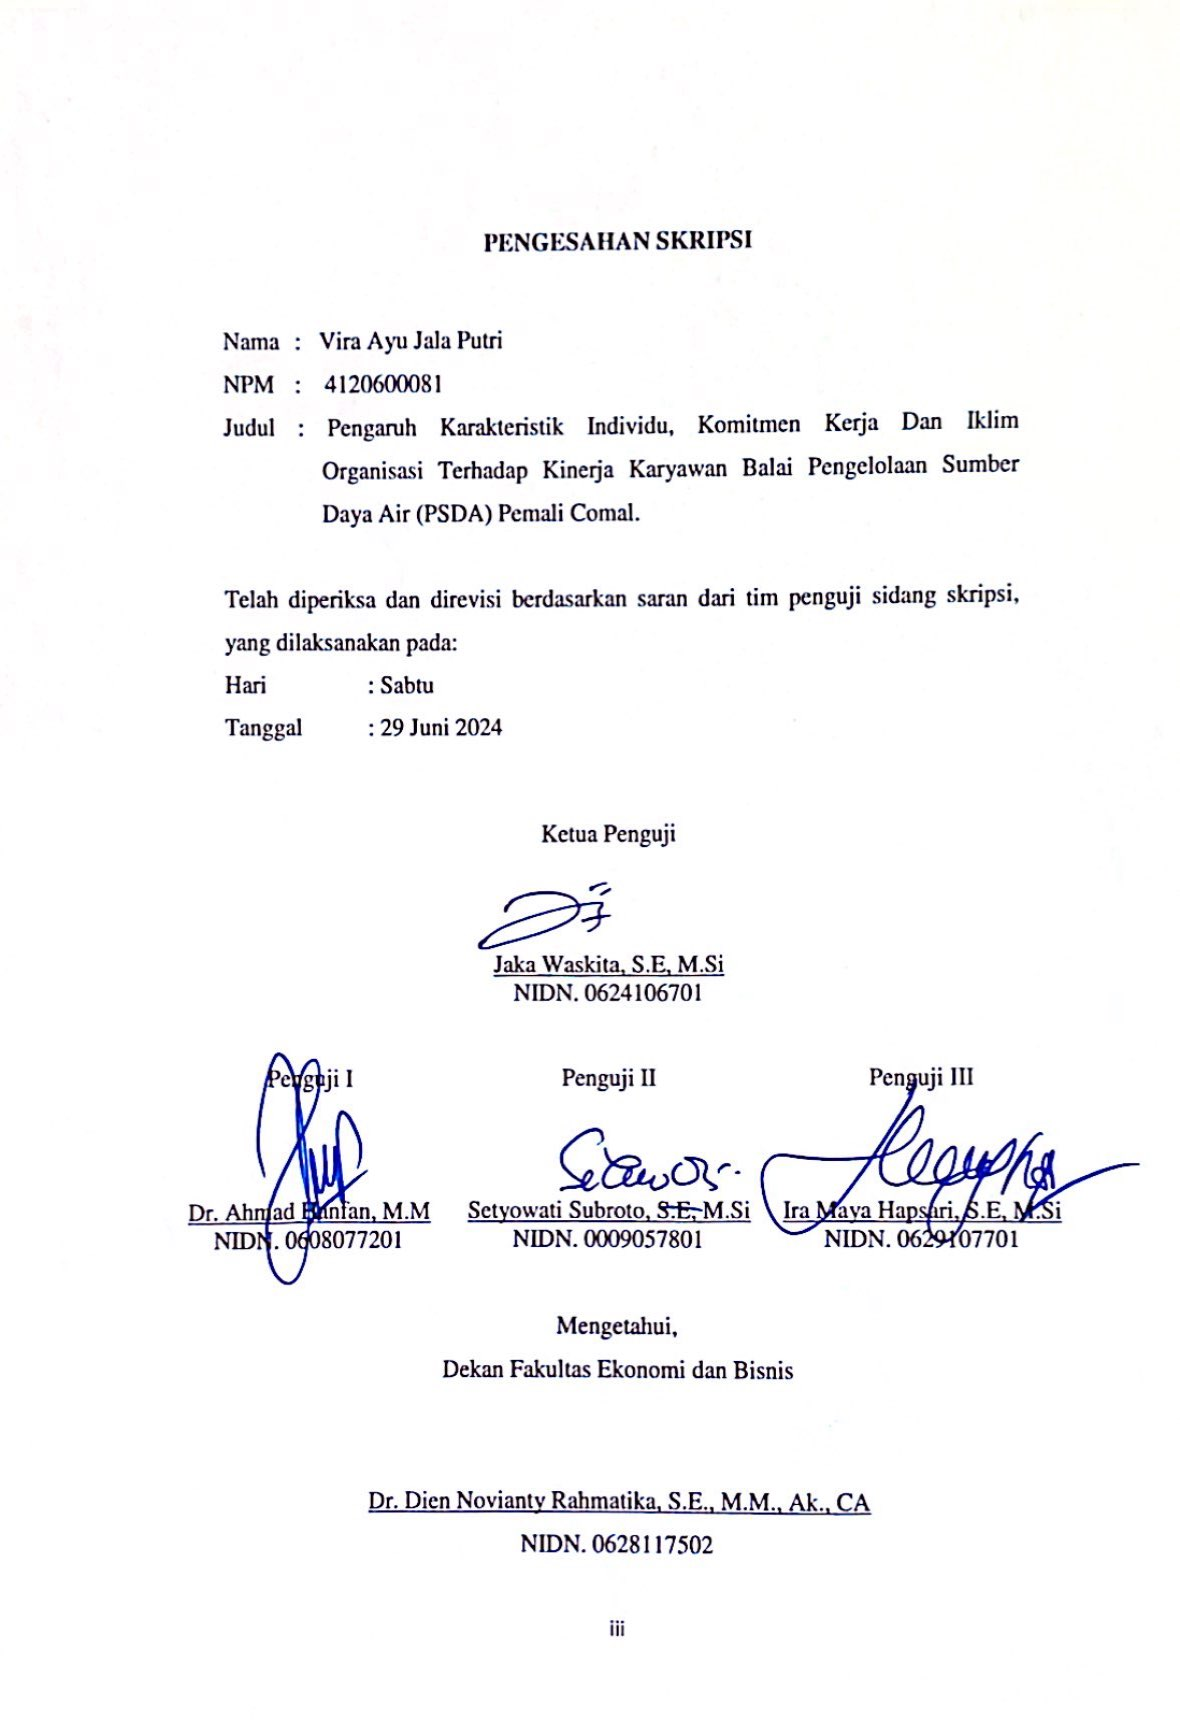 PENGESAHAN SKRIPSI
Nama : Vira Ayu Jala Putri
NPM : 4120600081
Judul : Pengaruh Karakteristik Individu, Komitmen Kerja Dan Iklim
Organisasi Terhadap Kinerja Karyawan Balai Pengelolaan Sumber
Daya Air (PSDA) Pemali Comal.
Telah diperiksa dan direvisi berdasarkan saran dari tim penguji sidang skripsi,
yang dilaksanakan pada:
Hari : Sabtu
Tanggal : 29 Juni 2024
Ketua Penguji
Jaka Waskita, S.E, M.Si
NIDN. 0624106701
Penguji I Penguji II Penguji III
Dr. Ahmad M.M Setyowati Subroto, S.E, M.Si Ira Maya Hapsari, S.E, M.Si
NIDN. 0608077201 NIDN. 0009057801 NIDN. 0629107701
Mengetahui,
Dekan Fakultas Ekonomi dan Bisnis
Dr. Dien Novianty Rahmatika, S.E., M.M., Ak., CA
NIDN. 0628117502
iii